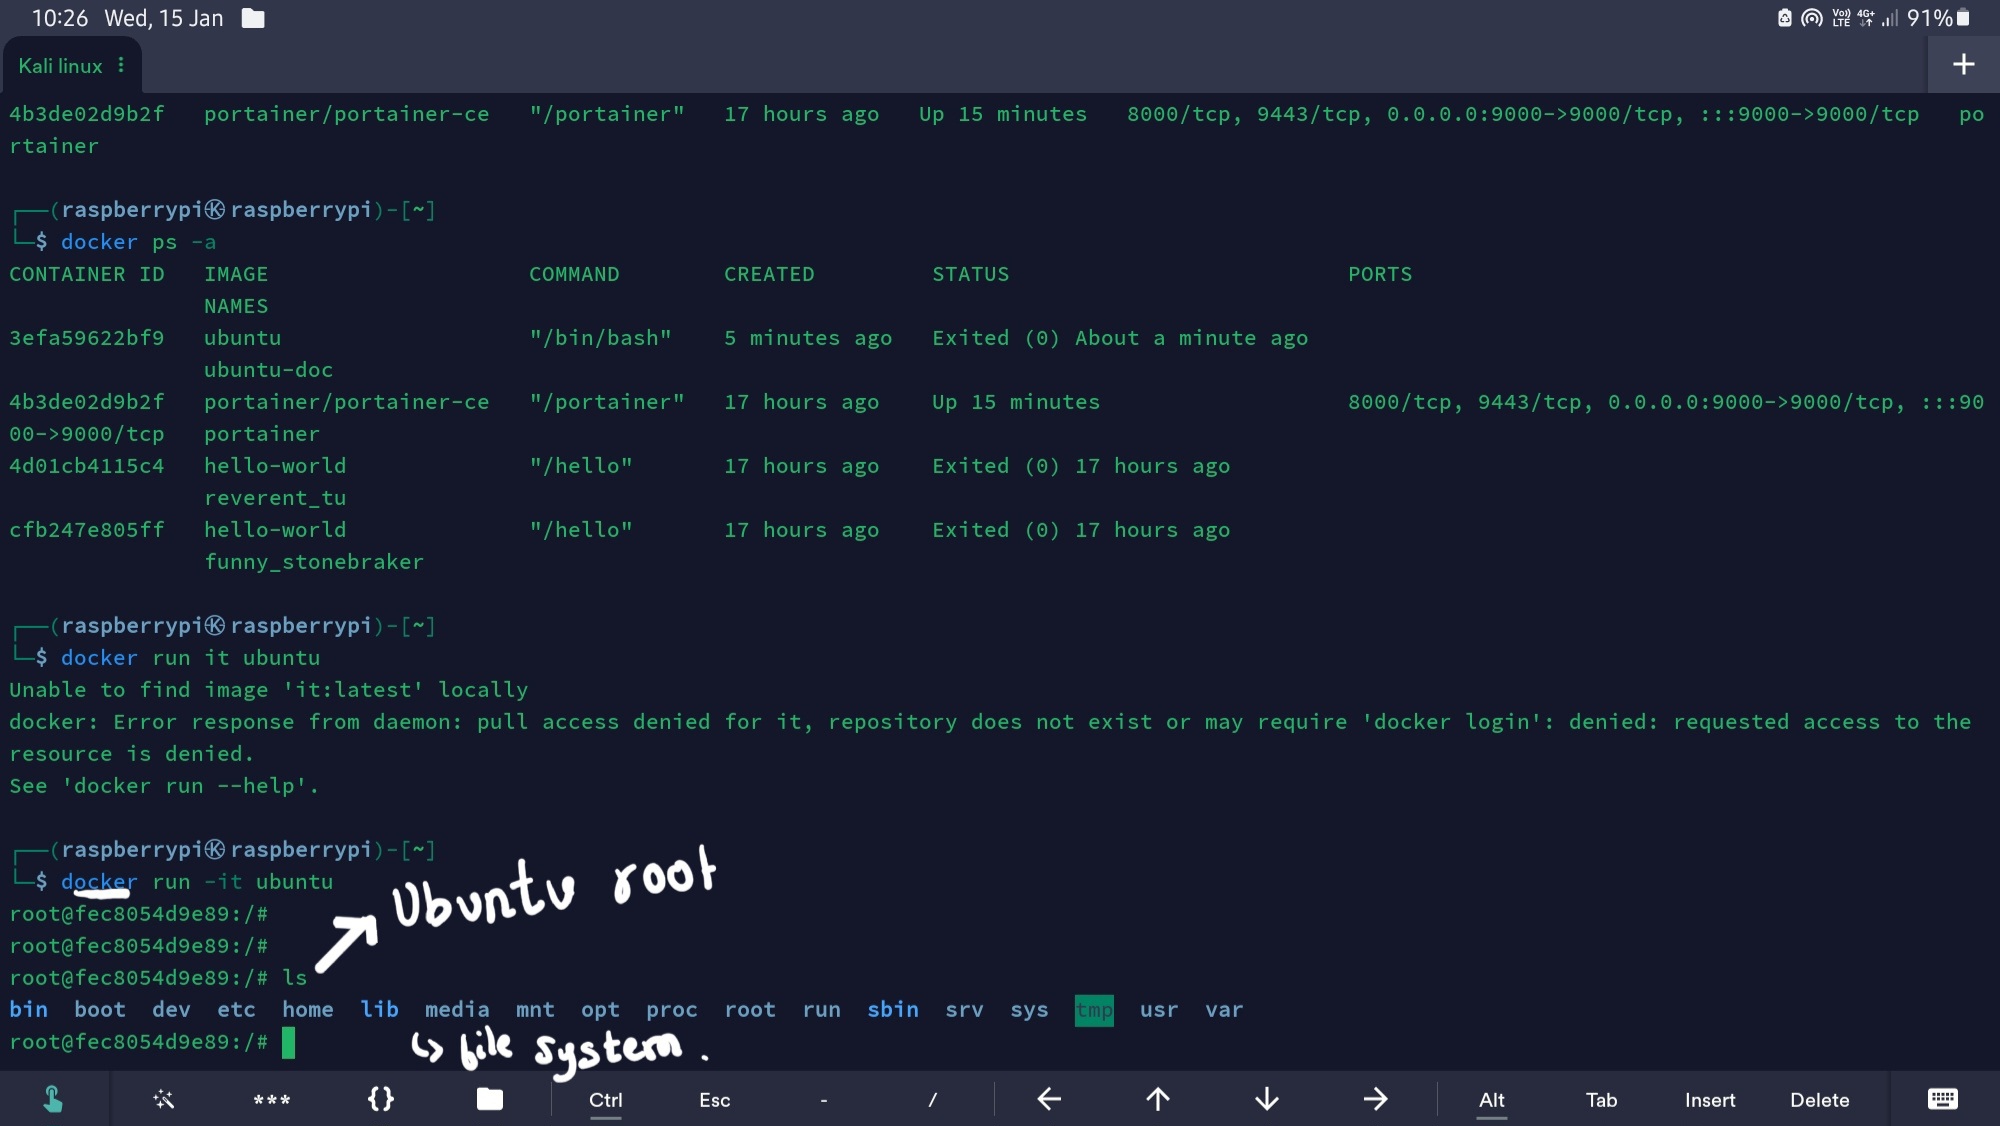 10:26 Wed, 15 Jan Vo)) LTE 4G+ 91%
Kali linux
4b3de02d9b2f portainer/portainer-ce "/portainer" 17 hours ago Up 15 minutes 8000/tcp, 9443/tcp, 0.0.0.0:9000->9000/tcp, :::9000->9000/tcp po
rtainer
┌──(raspberrypi㉿raspberrypi)-[~]
└─$ docker ps -a
CONTAINER ID IMAGE COMMAND CREATED STATUS PORTS
NAMES
3efa59622bf9 ubuntu "/bin/bash" 5 minutes ago Exited (0) About a minute ago
ubuntu-doc
4b3de02d9b2f portainer/portainer-ce "/portainer" 17 hours ago Up 15 minutes 8000/tcp, 9443/tcp, 0.0.0.0:9000->9000/tcp, :::90
00->9000/tcp portainer
4d01cb4115c4 hello-world "/hello" 17 hours ago Exited (0) 17 hours ago
reverent_tu
cfb247e805ff hello-world "/hello" 17 hours ago Exited (0) 17 hours ago
funny_stonebraker
┌──(raspberrypi㉿raspberrypi)-[~]
└─$ docker run it ubuntu
Unable to find image 'it:latest' locally
docker: Error response from daemon: pull access denied for it, repository does not exist or may require 'docker login': denied: requested access to the
resource is denied.
See 'docker run --help'.
┌──(raspberrypi㉿raspberrypi)-[~]
└─$ docker run -it ubuntu
Ubuntu root
root@fec8054d9e89:/#
root@fec8054d9e89:/#
root@fec8054d9e89:/# ls
bin boot dev etc home lib media mnt opt proc root run sbin srv sys tmp usr var
root@fec8054d9e89:/#
file system.
*** {} Ctrl Esc - / Alt Tab Insert Delete